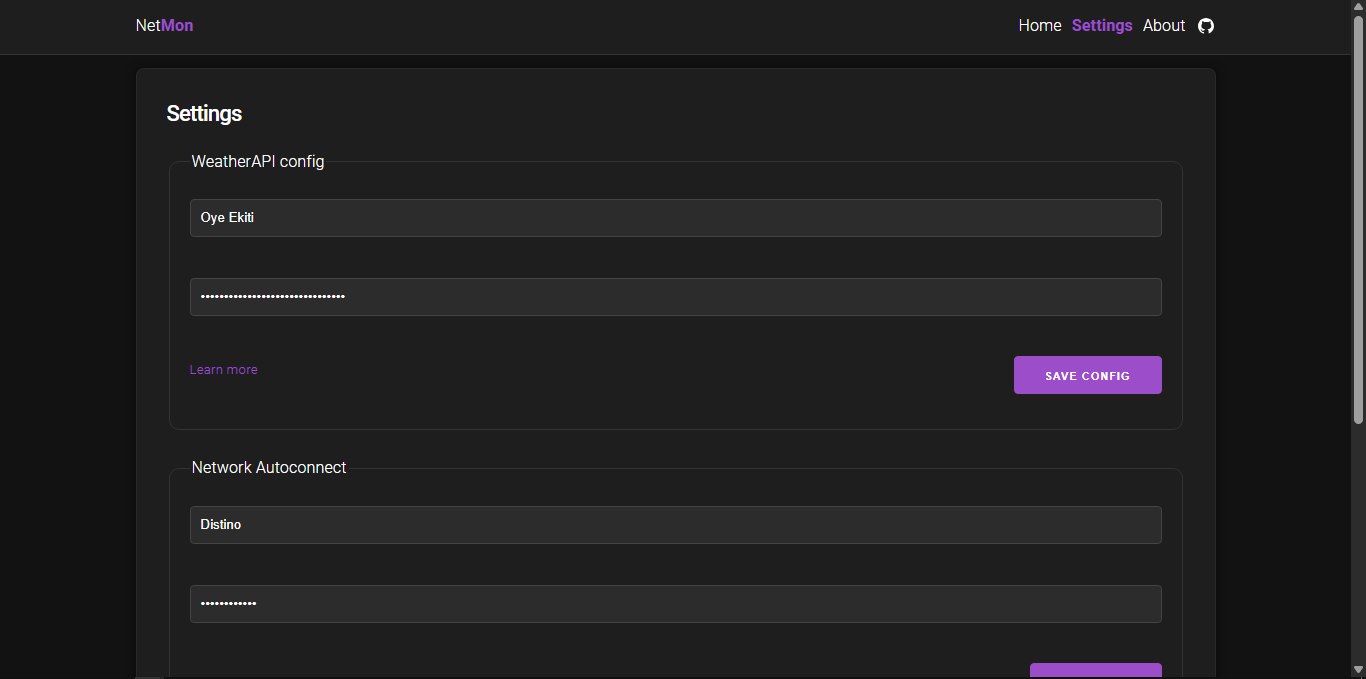 NetMon
Home Settings About
Settings
WeatherAPI config
Oye Ekiti
•••••••••••••••••••••••••••••••
Learn more
SAVE CONFIG
Network Autoconnect
Distino
••••••••••••